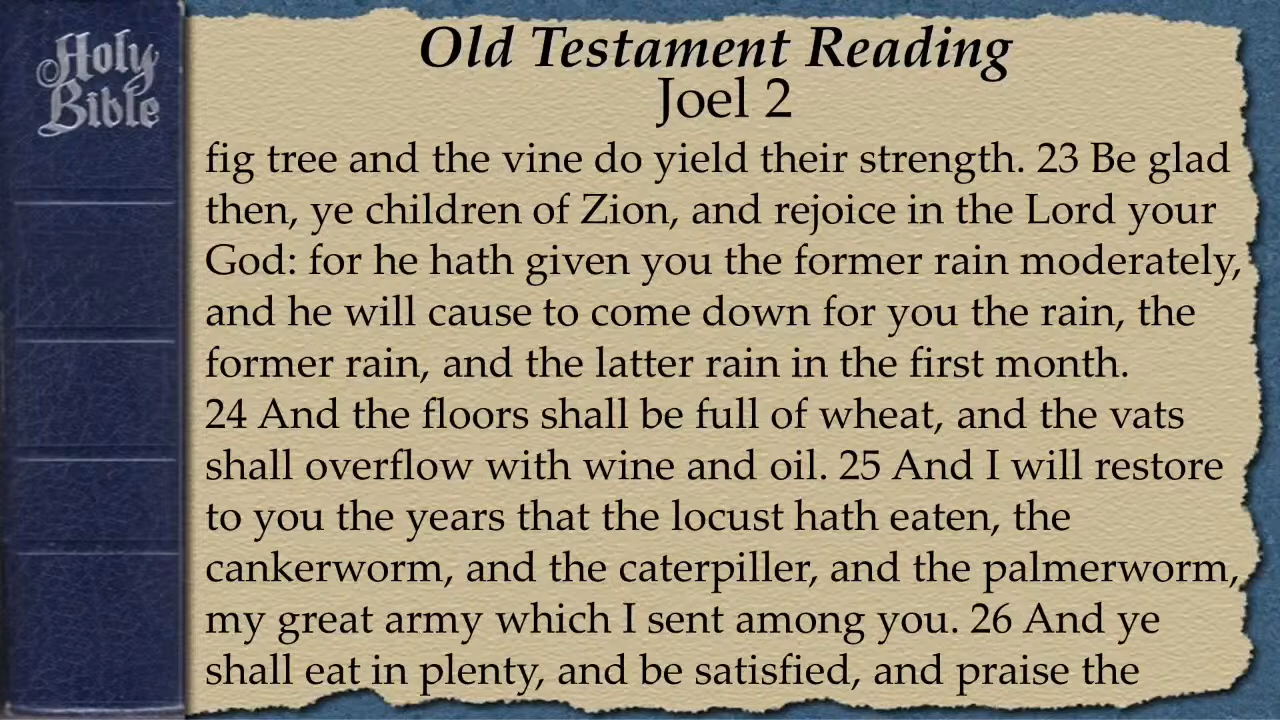 Holy
Bible
Old Testament Reading
Joel 2
fig tree and the vine do yield their strength. 23 Be glad
then, ye children of Zion, and rejoice in the Lord your
God: for he hath given you the former rain moderately,
and he will cause to come down for you the rain, the
former rain, and the latter rain in the first month.
24 And the floors shall be full of wheat, and the vats
shall overflow with wine and oil. 25 And I will restore
to you the years that the locust hath eaten, the
cankerworm, and the caterpiller, and the palmerworm,
my great army which I sent among you. 26 And ye
shall eat in plenty, and be satisfied, and praise the